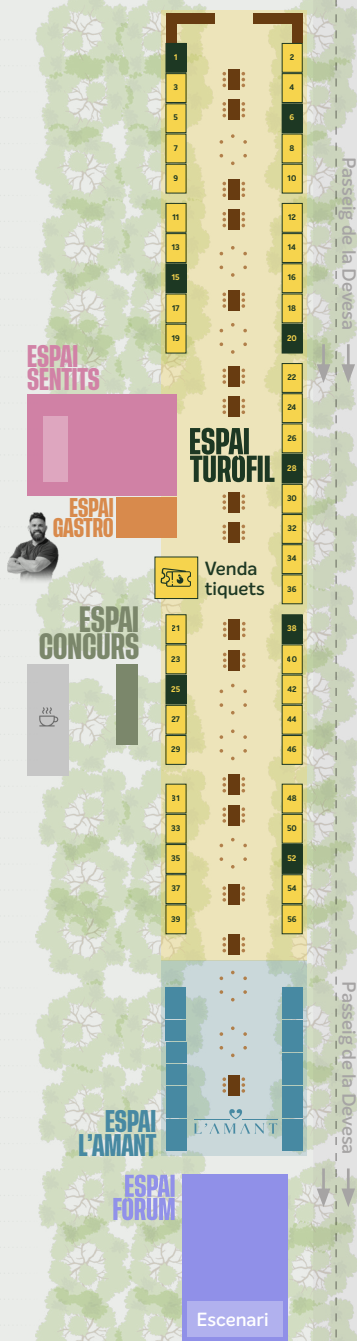 1
2
3
4
5
6
7
8
9
10
Passeig de la Devesa
11
12
13
14
15
16
17
18
19
20
ESPAI
SENTITS
22
24
26
28
30
32
34
36
ESPAI
TURÒFIL
ESPAI
GASTRO
Venda
tiquets
ESPAI
CONCURS
21
38
23
40
25
42
27
44
29
46
31
48
33
50
35
52
37
54
39
56
Passeig de la Devesa
ESPAI
L'AMANT
L'AMANT
ESPAI
FÒRUM
Escenari